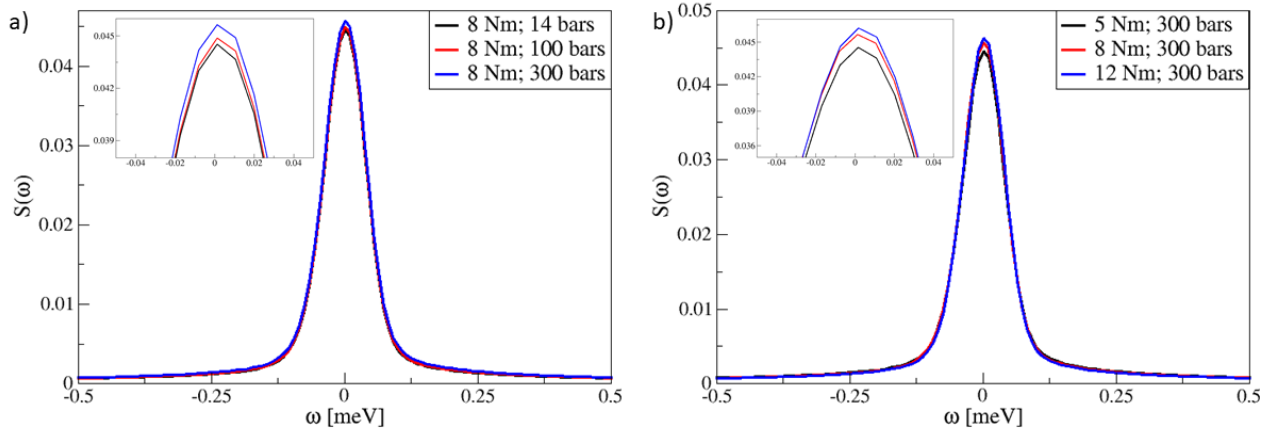 a)
8 Nm; 14 bars
8 Nm; 100 bars
8 Nm; 300 bars
0.045
0.042
0.039
-0.04 -0.02 0 0.02 0.04
0.04
0.03
0.02
0.01
0
S(ω)
-0.5 -0.25 0 0.25 0.5
ω [meV]
b)
5 Nm; 300 bars
8 Nm; 300 bars
12 Nm; 300 bars
0.045
0.042
0.039
0.036
-0.04 -0.02 0 0.02 0.04
0.05
0.04
0.03
0.02
0.01
0
S(ω)
-0.5 -0.25 0 0.25 0.5
ω [meV]